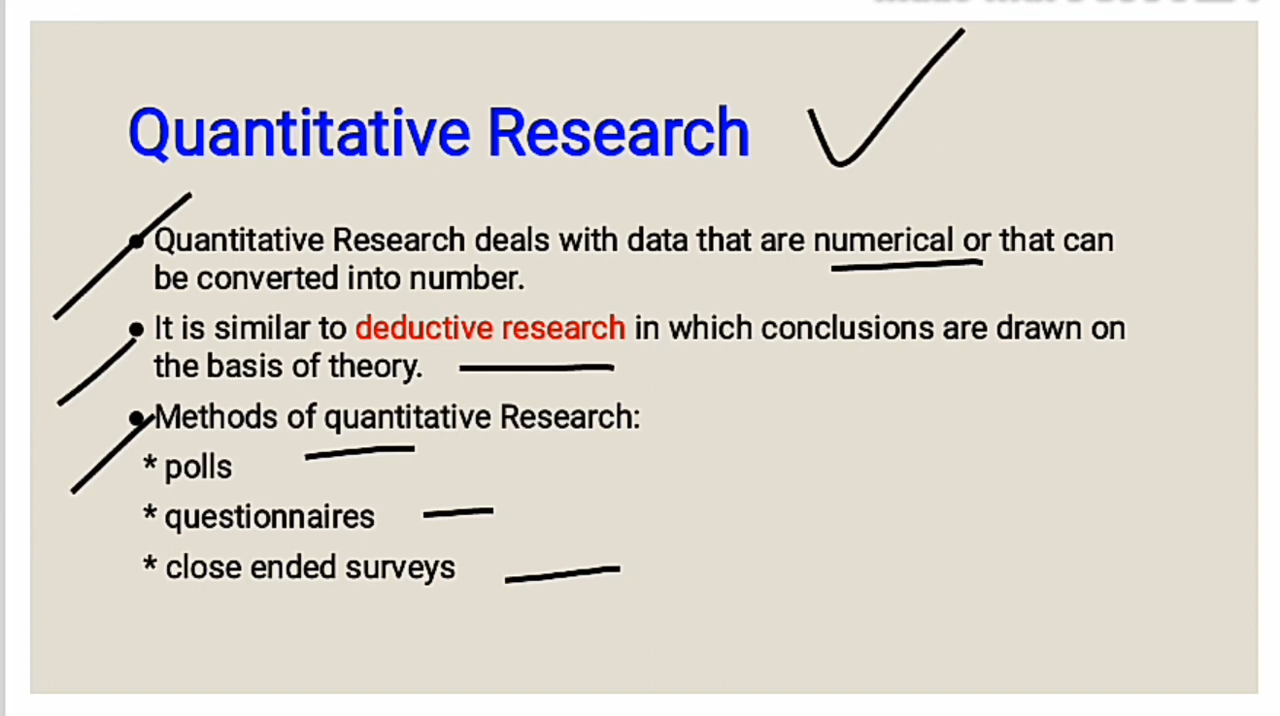 Quantitative Research
• Quantitative Research deals with data that are numerical or that can
be converted into number.
• It is similar to deductive research in which conclusions are drawn on
the basis of theory.
• Methods of quantitative Research:
* polls
* questionnaires
* close ended surveys